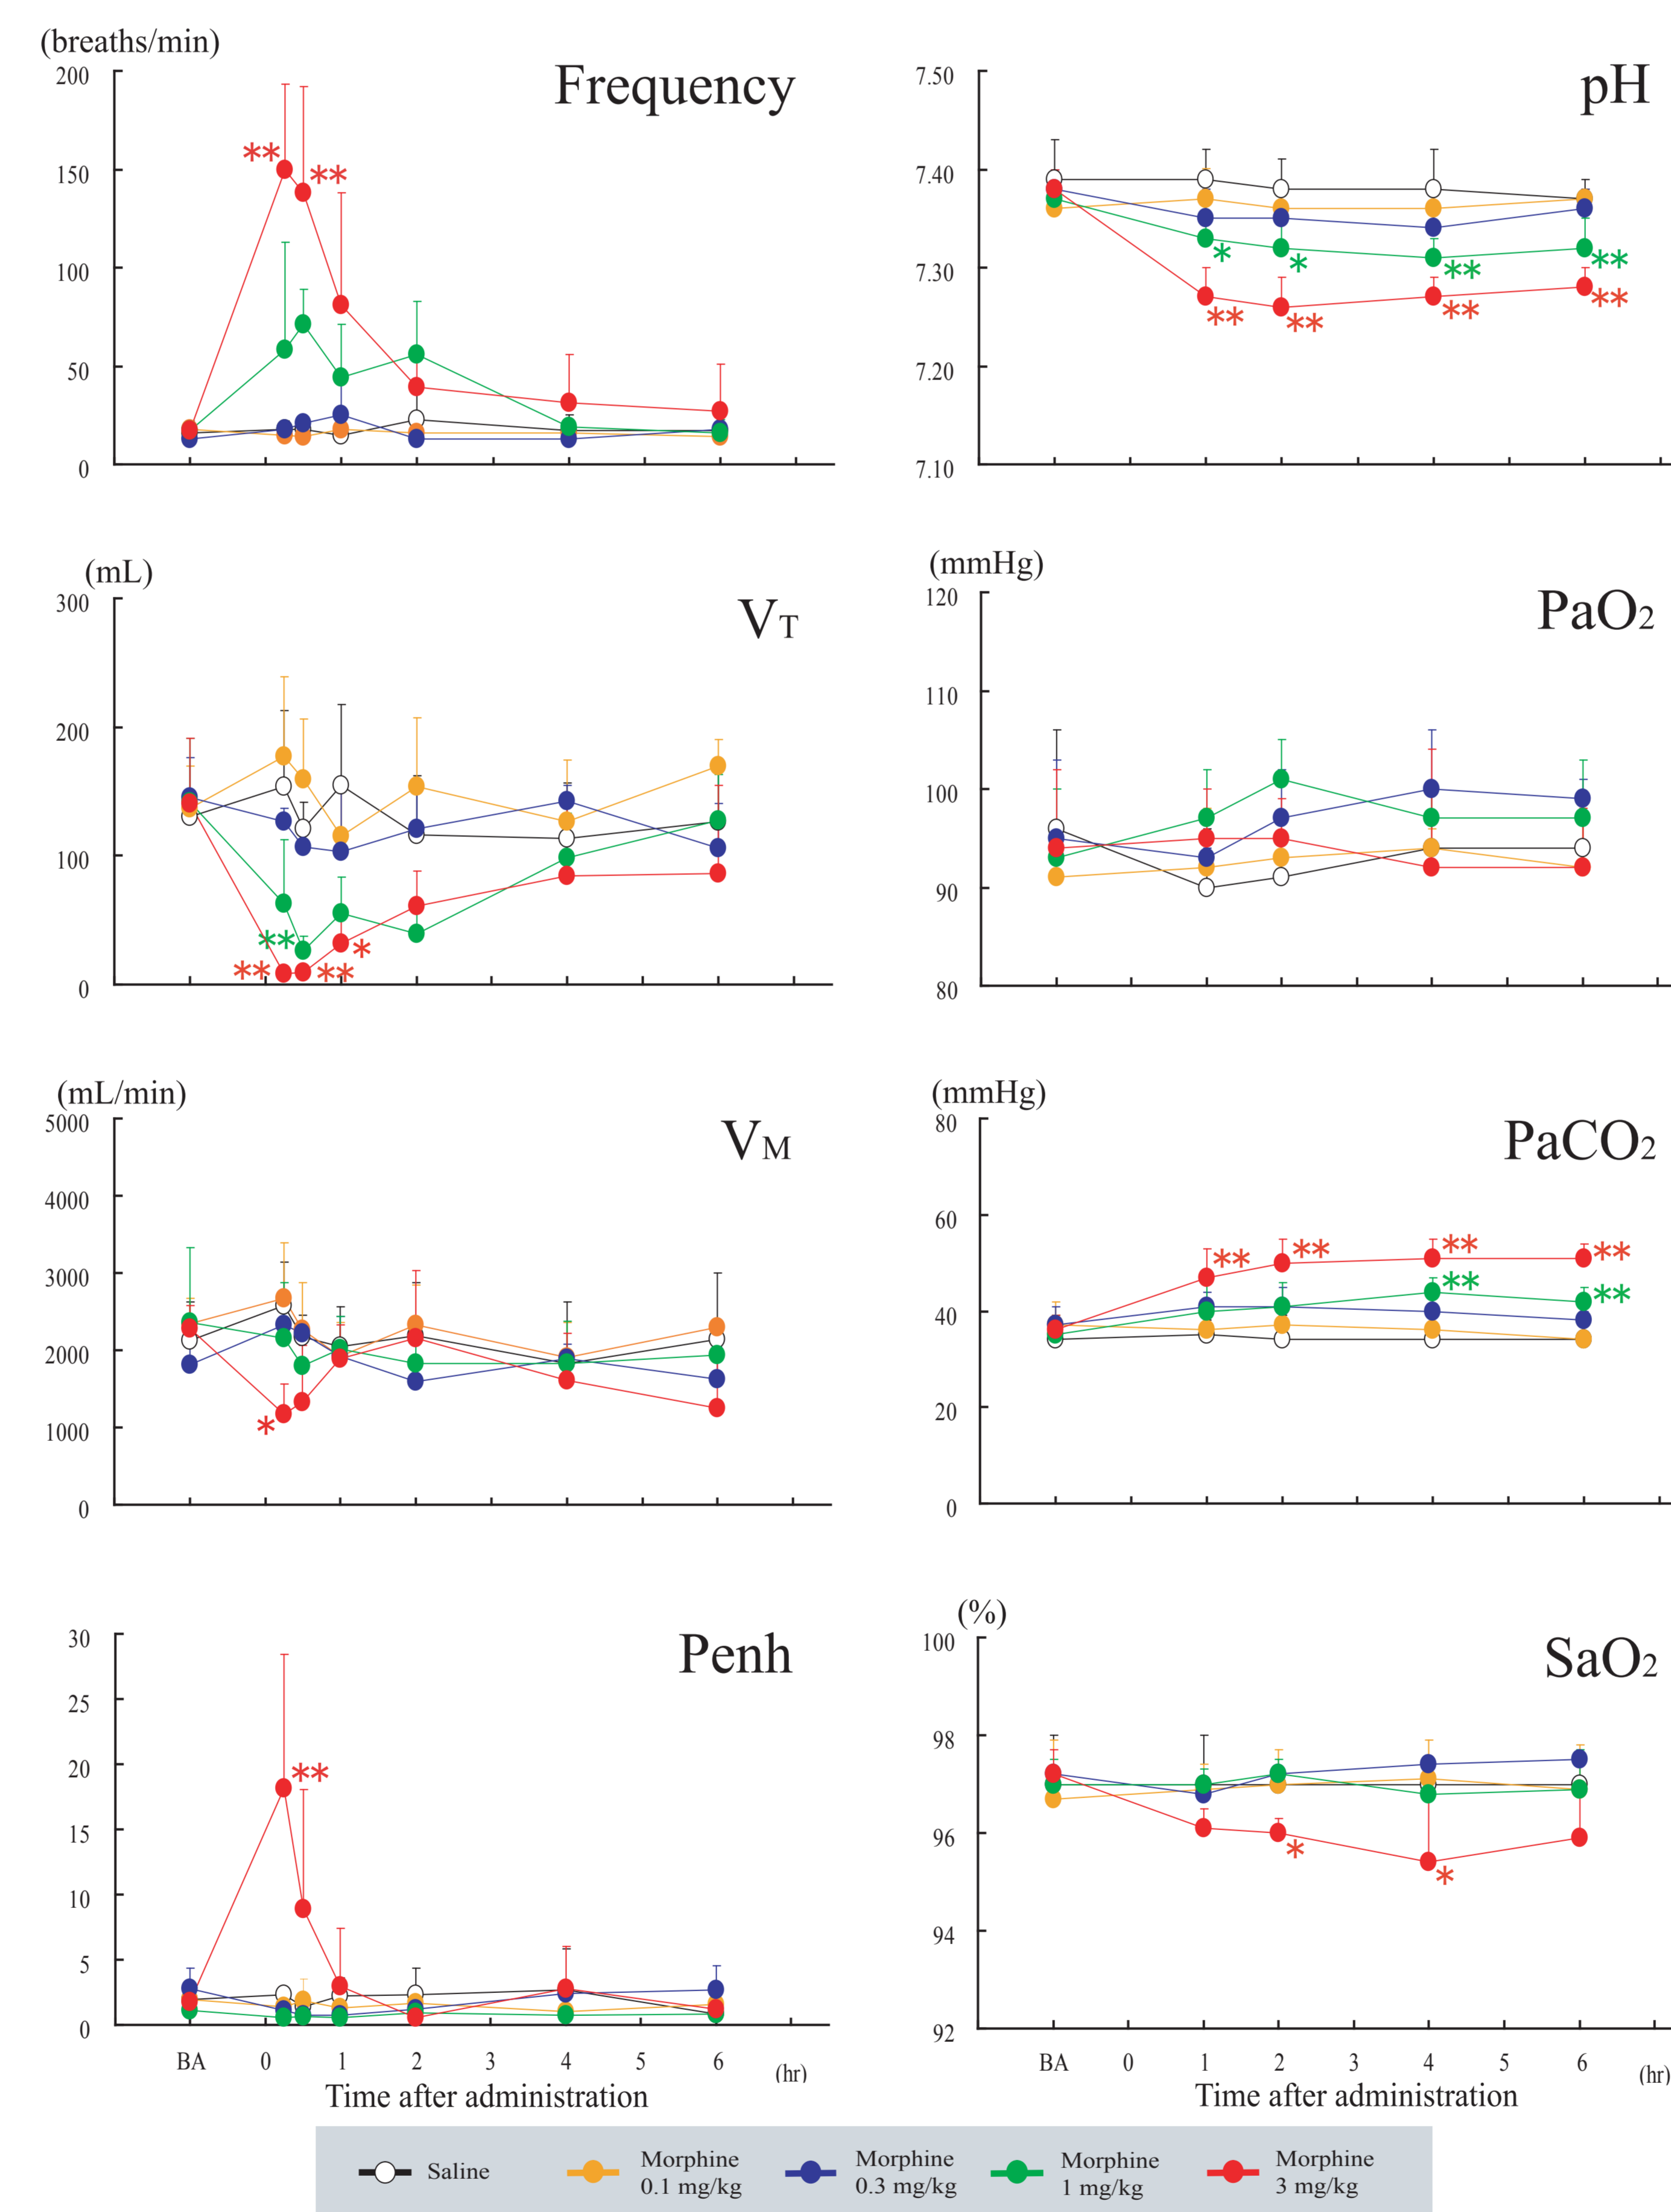 (breaths/min)
Frequency
200
150
100
50
0
**
**
pH
7.50
7.40
7.30
7.20
7.10
*
*
**
**
**
**
**
**
(mL)
VT
300
200
100
0
**
**
**
*
(mmHg)
PaO2
120
110
100
90
80
(mL/min)
VM
5000
4000
3000
2000
1000
0
*
(mmHg)
PaCO2
80
60
40
20
0
**
**
**
**
**
**
Penh
30
25
20
15
10
5
0
**
BA 0 1 2 3 4 5 6 (hr)
Time after administration
(%)
SaO2
100
98
96
94
92
*
*
BA 0 1 2 3 4 5 6 (hr)
Time after administration
Saline
Morphine
0.1 mg/kg
Morphine
0.3 mg/kg
Morphine
1 mg/kg
Morphine
3 mg/kg